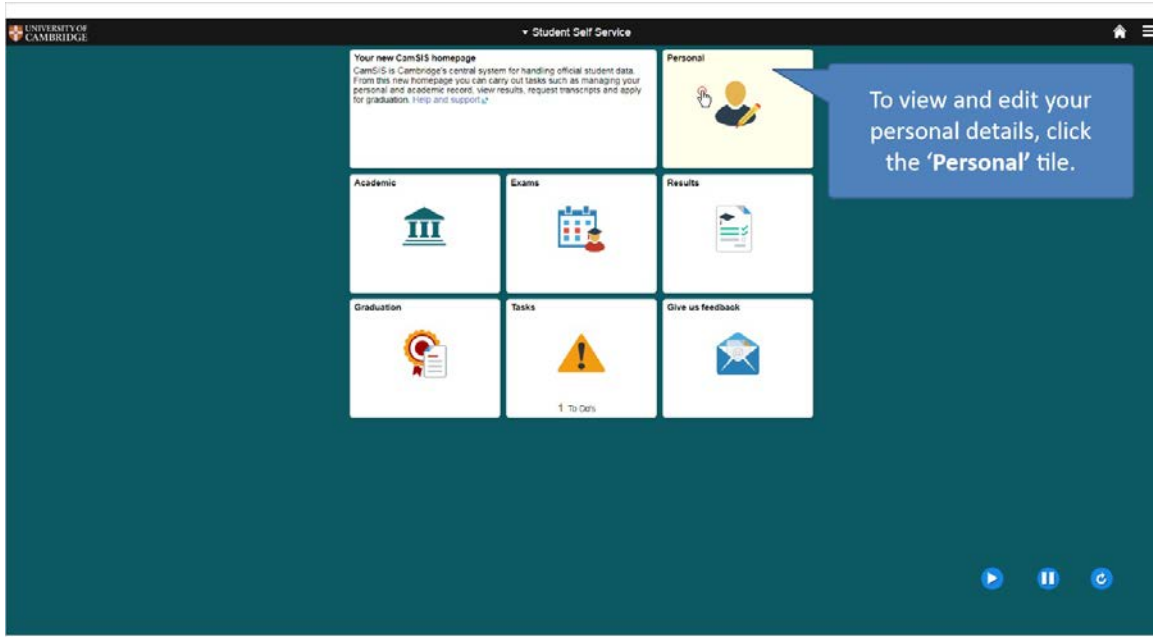 UNIVERSITY OF
CAMBRIDGE
Student Self Service
Your new CamSIS homepage
CamSIS is Cambridge's central system for handling official student data.
From this new homepage you can carry out tasks such as managing your
personal and academic record, view results, request transcripts and apply
for graduation. Help and support
Personal
To view and edit your
personal details, click
the ‘Personal’ tile.
Academic
Exams
Results
Graduation
Tasks
1 To Do's
Give us feedback